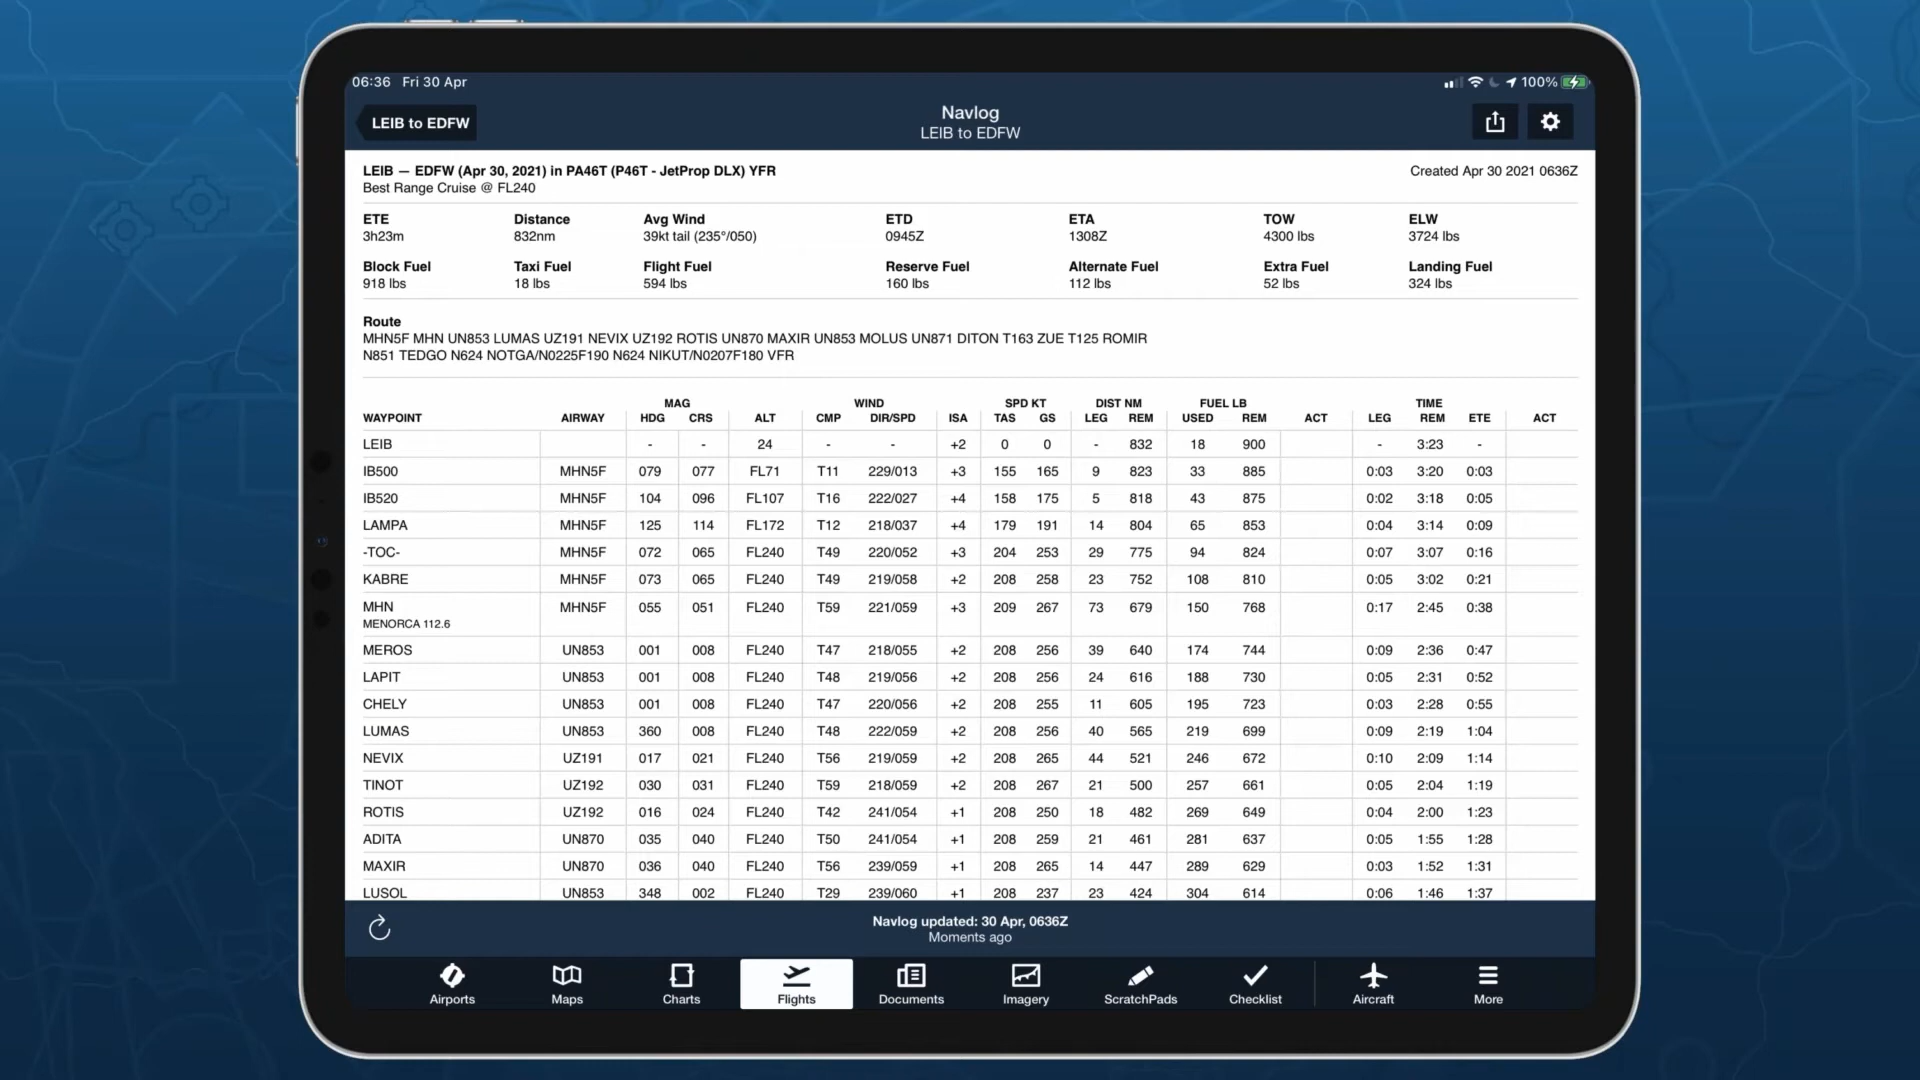 06:36 Fri 30 Apr 100%
LEIB to EDFW
Navlog
LEIB to EDFW
LEIB — EDFW (Apr 30, 2021) in PA46T (P46T - JetProp DLX) YFR Created Apr 30 2021 0636Z
Best Range Cruise @ FL240
ETE Distance Avg Wind ETD ETA TOW ELW
3h23m 832nm 39kt tail (235°/050) 0945Z 1308Z 4300 lbs 3724 lbs
Block Fuel Taxi Fuel Flight Fuel Reserve Fuel Alternate Fuel Extra Fuel Landing Fuel
918 lbs 18 lbs 594 lbs 160 lbs 112 lbs 52 lbs 324 lbs
Route
MHN5F MHN UN853 LUMAS UZ191 NEVIX UZ192 ROTIS UN870 MAXIR UN853 MOLUS UN871 DITON T163 ZUE T125 ROMIR
N851 TEDGO N624 NOTGA/N0225F190 N624 NIKUT/N0207F180 VFR
MAG WIND SPD KT DIST NM FUEL LB TIME
WAYPOINT AIRWAY HDG CRS ALT CMP DIR/SPD ISA TAS GS LEG REM USED REM ACT LEG REM ETE ACT
LEIB - - 24 - - +2 0 0 - 832 18 900 - 3:23 -
IB500 MHN5F 079 077 FL71 T11 229/013 +3 155 165 9 823 33 885 0:03 3:20 0:03
IB520 MHN5F 104 096 FL107 T16 222/027 +4 158 175 5 818 43 875 0:02 3:18 0:05
LAMPA MHN5F 125 114 FL172 T12 218/037 +4 179 191 14 804 65 853 0:04 3:14 0:09
-TOC- MHN5F 072 065 FL240 T49 220/052 +3 204 253 29 775 94 824 0:07 3:07 0:16
KABRE MHN5F 073 065 FL240 T49 219/058 +2 208 258 23 752 108 810 0:05 3:02 0:21
MHN MHN5F 055 051 FL240 T59 221/059 +3 209 267 73 679 150 768 0:17 2:45 0:38
MENORCA 112.6
MEROS UN853 001 008 FL240 T47 218/055 +2 208 256 39 640 174 744 0:09 2:36 0:47
LAPIT UN853 001 008 FL240 T48 219/056 +2 208 256 24 616 188 730 0:05 2:31 0:52
CHELY UN853 001 008 FL240 T47 220/056 +2 208 255 11 605 195 723 0:03 2:28 0:55
LUMAS UN853 360 008 FL240 T48 222/059 +2 208 256 40 565 219 699 0:09 2:19 1:04
NEVIX UZ191 017 021 FL240 T56 219/059 +2 208 265 44 521 246 672 0:10 2:09 1:14
TINOT UZ192 030 031 FL240 T59 218/059 +2 208 267 21 500 257 661 0:05 2:04 1:19
ROTIS UZ192 016 024 FL240 T42 241/054 +1 208 250 18 482 269 649 0:04 2:00 1:23
ADITA UN870 035 040 FL240 T50 241/054 +1 208 259 21 461 281 637 0:05 1:55 1:28
MAXIR UN870 036 040 FL240 T56 239/059 +1 208 265 14 447 289 629 0:03 1:52 1:31
LUSOL UN853 348 002 FL240 T29 239/060 +1 208 237 23 424 304 614 0:06 1:46 1:37
Navlog updated: 30 Apr, 0636Z
Moments ago
Airports Maps Charts Flights Documents Imagery ScratchPads Checklist Aircraft More